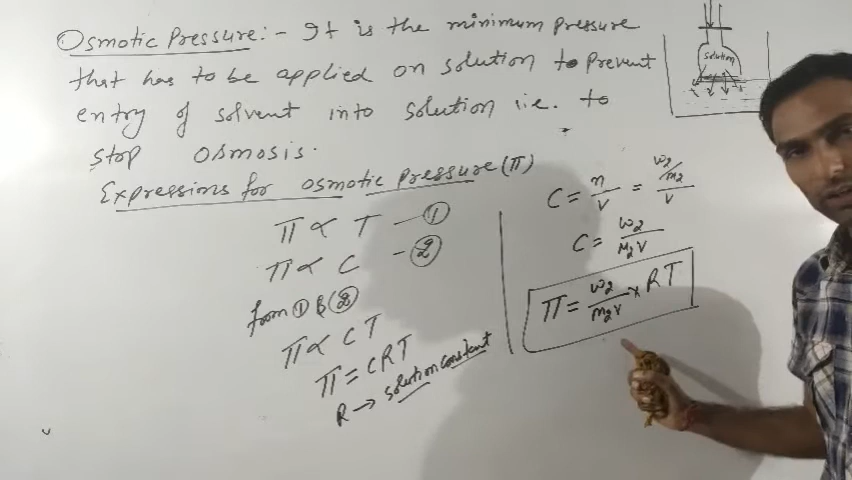 Osmotic Pressure:- It is the minimum pressure
that has to be applied on solution to prevent
entry of solvent into solution i.e. to
stop osmosis.
Expressions for osmotic pressure (π)
π ∝ T — ①
π ∝ C — ②
from ① & ②
π ∝ CT
π = CRT
R → solution constant
C = n/V = (w₂/m₂)/V
C = w₂/M₂V
π = w₂/m₂V × RT
solution